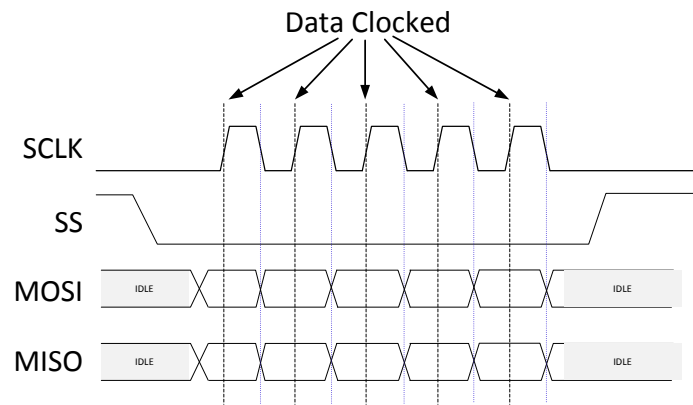 Data Clocked
SCLK
SS
MOSI
IDLE
IDLE
MISO
IDLE
IDLE